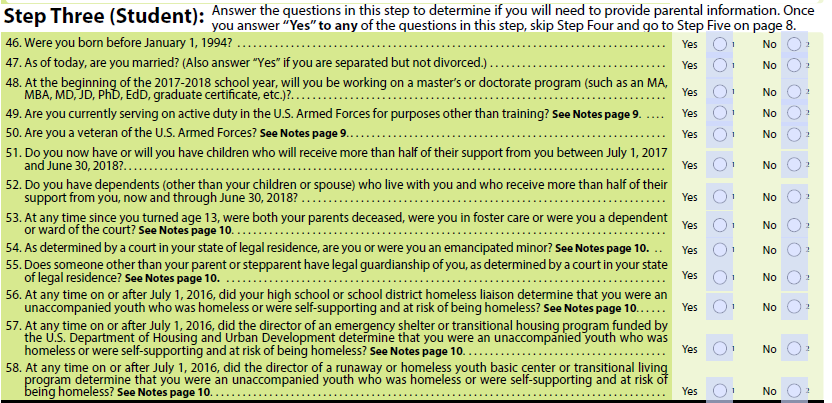 Step Three (Student): Answer the questions in this step to determine if you will need to provide parental information. Once
you answer “Yes” to any of the questions in this step, skip Step Four and go to Step Five on page 8.
46. Were you born before January 1, 1994? Yes 1 No 2
47. As of today, are you married? (Also answer “Yes” if you are separated but not divorced.) Yes 1 No 2
48. At the beginning of the 2017-2018 school year, will you be working on a master’s or doctorate program (such as an MA,
MBA, MD, JD, PhD, EdD, graduate certificate, etc.)? Yes 1 No 2
49. Are you currently serving on active duty in the U.S. Armed Forces for purposes other than training? See Notes page 9. Yes 1 No 2
50. Are you a veteran of the U.S. Armed Forces? See Notes page 9. Yes 1 No 2
51. Do you now have or will you have children who will receive more than half of their support from you between July 1, 2017
and June 30, 2018? Yes 1 No 2
52. Do you have dependents (other than your children or spouse) who live with you and who receive more than half of their
support from you, now and through June 30, 2018? Yes 1 No 2
53. At any time since you turned age 13, were both your parents deceased, were you in foster care or were you a dependent
or ward of the court? See Notes page 10. Yes 1 No 2
54. As determined by a court in your state of legal residence, are you or were you an emancipated minor? See Notes page 10. Yes 1 No 2
55. Does someone other than your parent or stepparent have legal guardianship of you, as determined by a court in your state
of legal residence? See Notes page 10. Yes 1 No 2
56. At any time on or after July 1, 2016, did your high school or school district homeless liaison determine that you were an
unaccompanied youth who was homeless or were self-supporting and at risk of being homeless? See Notes page 10. Yes 1 No 2
57. At any time on or after July 1, 2016, did the director of an emergency shelter or transitional housing program funded by
the U.S. Department of Housing and Urban Development determine that you were an unaccompanied youth who was
homeless or were self-supporting and at risk of being homeless? See Notes page 10. Yes 1 No 2
58. At any time on or after July 1, 2016, did the director of a runaway or homeless youth basic center or transitional living
program determine that you were an unaccompanied youth who was homeless or were self-supporting and at risk of
being homeless? See Notes page 10. Yes 1 No 2